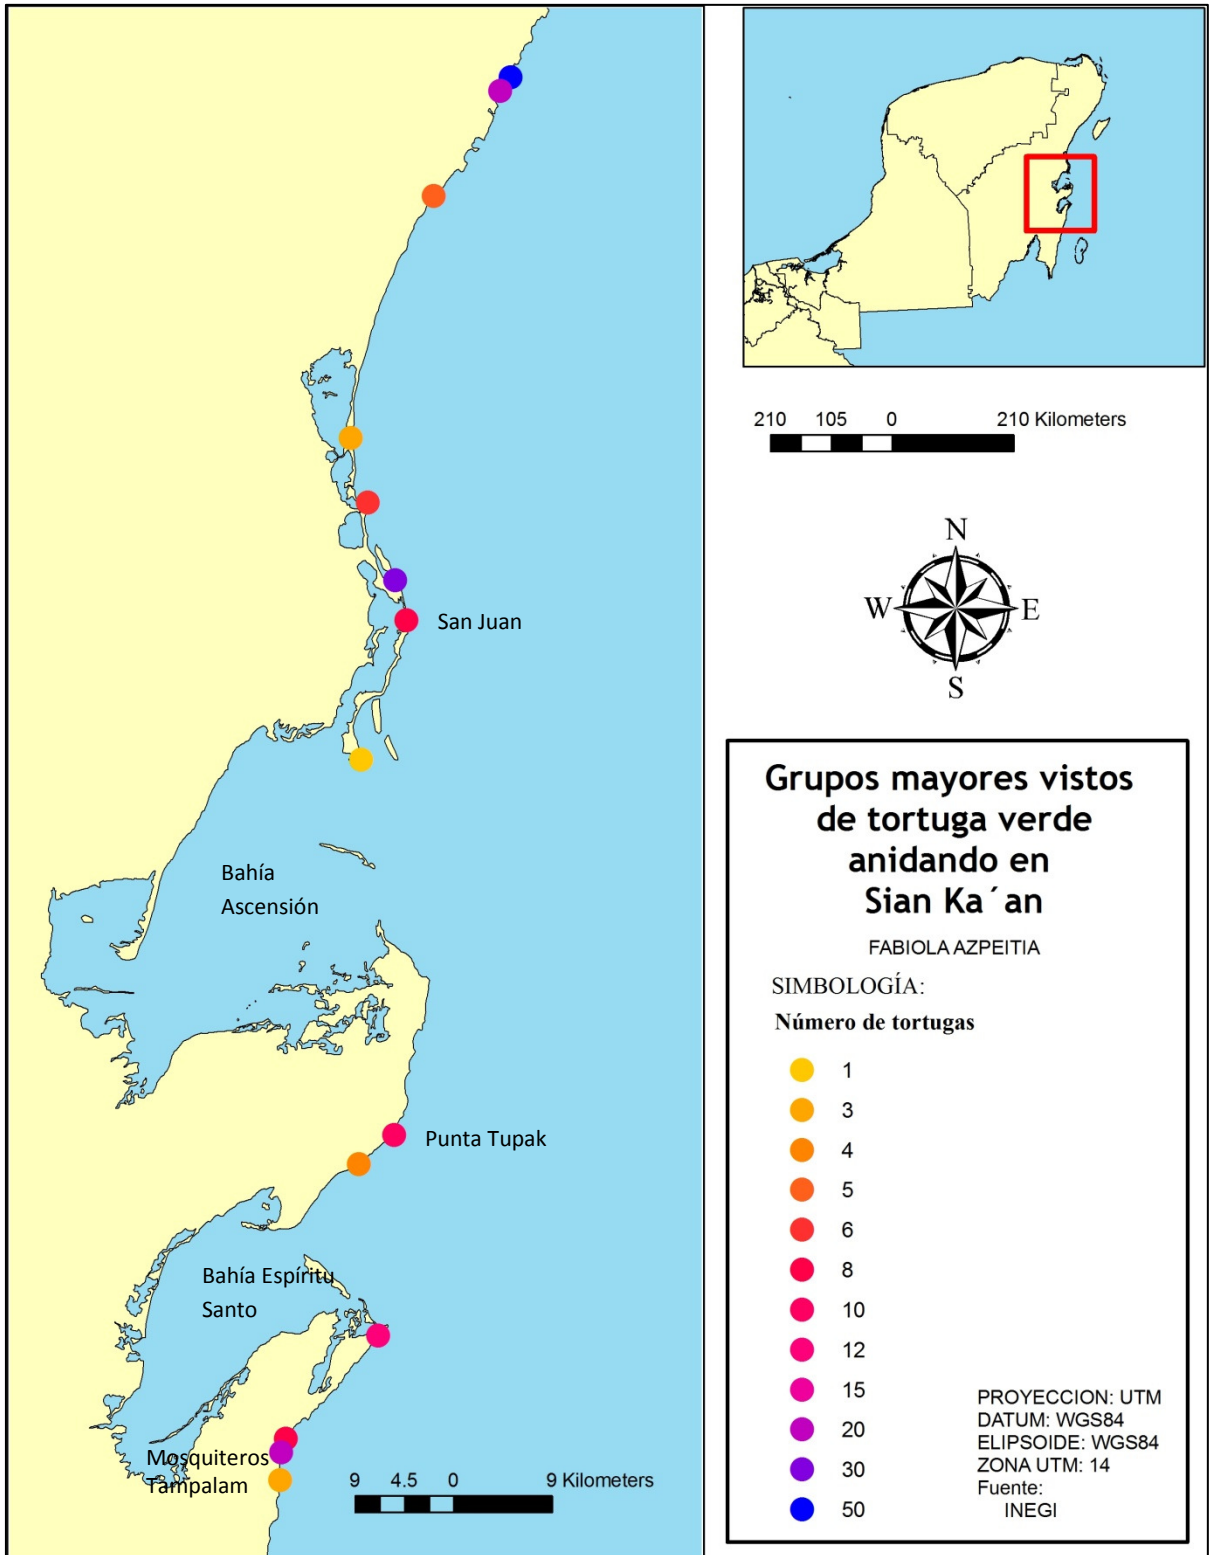 San Juan
Bahía
Ascensión
Punta Tupak
Bahía Espíritu
Santo
Mosquiteros
Tampalam
9 4.5 0 9 Kilometers
210 105 0 210 Kilometers
N
W E
S
Grupos mayores vistos
de tortuga verde
anidando en
Sian Ka´an
FABIOLA AZPEITIA
SIMBOLOGÍA:
Número de tortugas
1
3
4
5
6
8
10
12
15
20
30
50
PROYECCION: UTM
DATUM: WGS84
ELIPSOIDE: WGS84
ZONA UTM: 14
Fuente:
INEGI